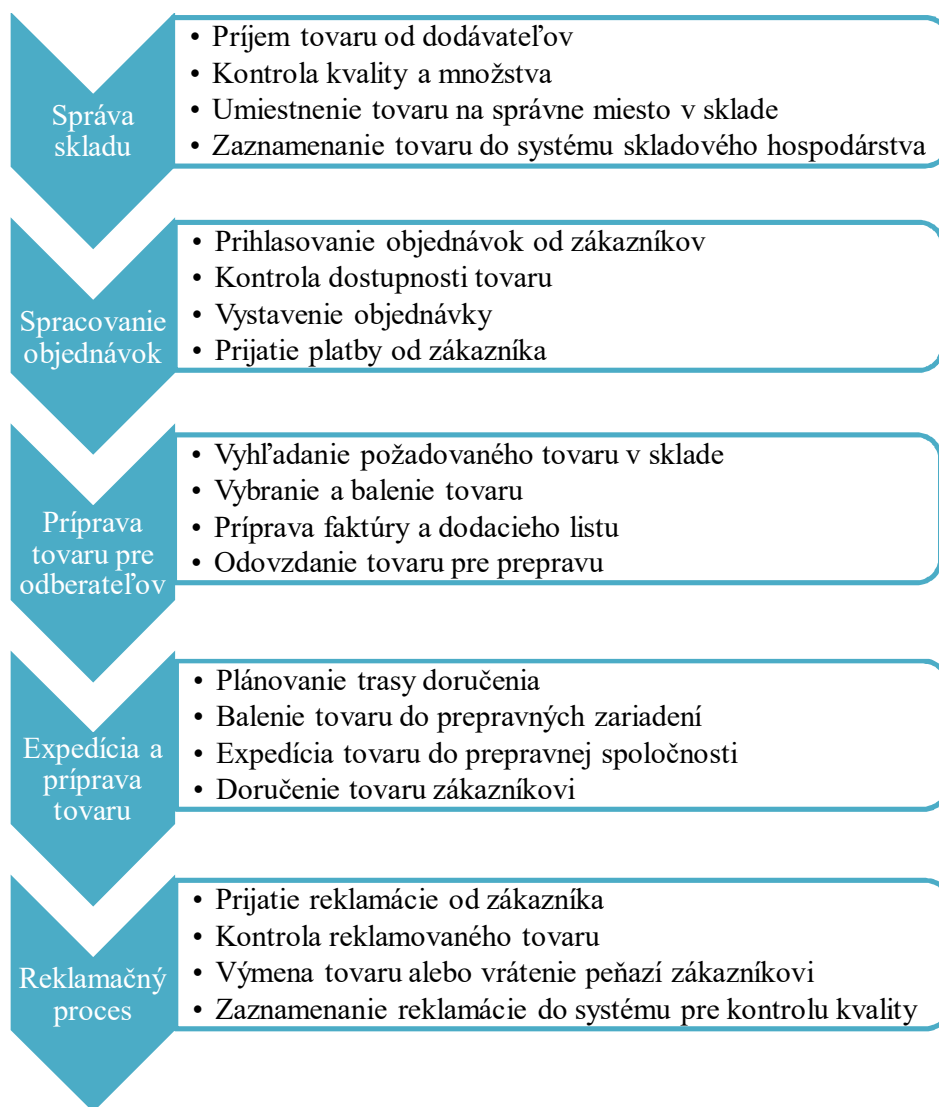 Správa
skladu
• Príjem tovaru od dodávateľov
• Kontrola kvality a množstva
• Umiestnenie tovaru na správne miesto v sklade
• Zaznamenanie tovaru do systému skladového hospodárstva
Spracovanie
objednávok
• Prihlasovanie objednávok od zákazníkov
• Kontrola dostupnosti tovaru
• Vystavenie objednávky
• Prijatie platby od zákazníka
Príprava
tovaru pre
odberateľov
• Vyhľadanie požadovaného tovaru v sklade
• Vybranie a balenie tovaru
• Príprava faktúry a dodacieho listu
• Odovzdanie tovaru pre prepravu
Expedícia a
príprava
tovaru
• Plánovanie trasy doručenia
• Balenie tovaru do prepravných zariadení
• Expedícia tovaru do prepravnej spoločnosti
• Doručenie tovaru zákazníkovi
Reklamačný
proces
• Prijatie reklamácie od zákazníka
• Kontrola reklamovaného tovaru
• Výmena tovaru alebo vrátenie peňazí zákazníkovi
• Zaznamenanie reklamácie do systému pre kontrolu kvality